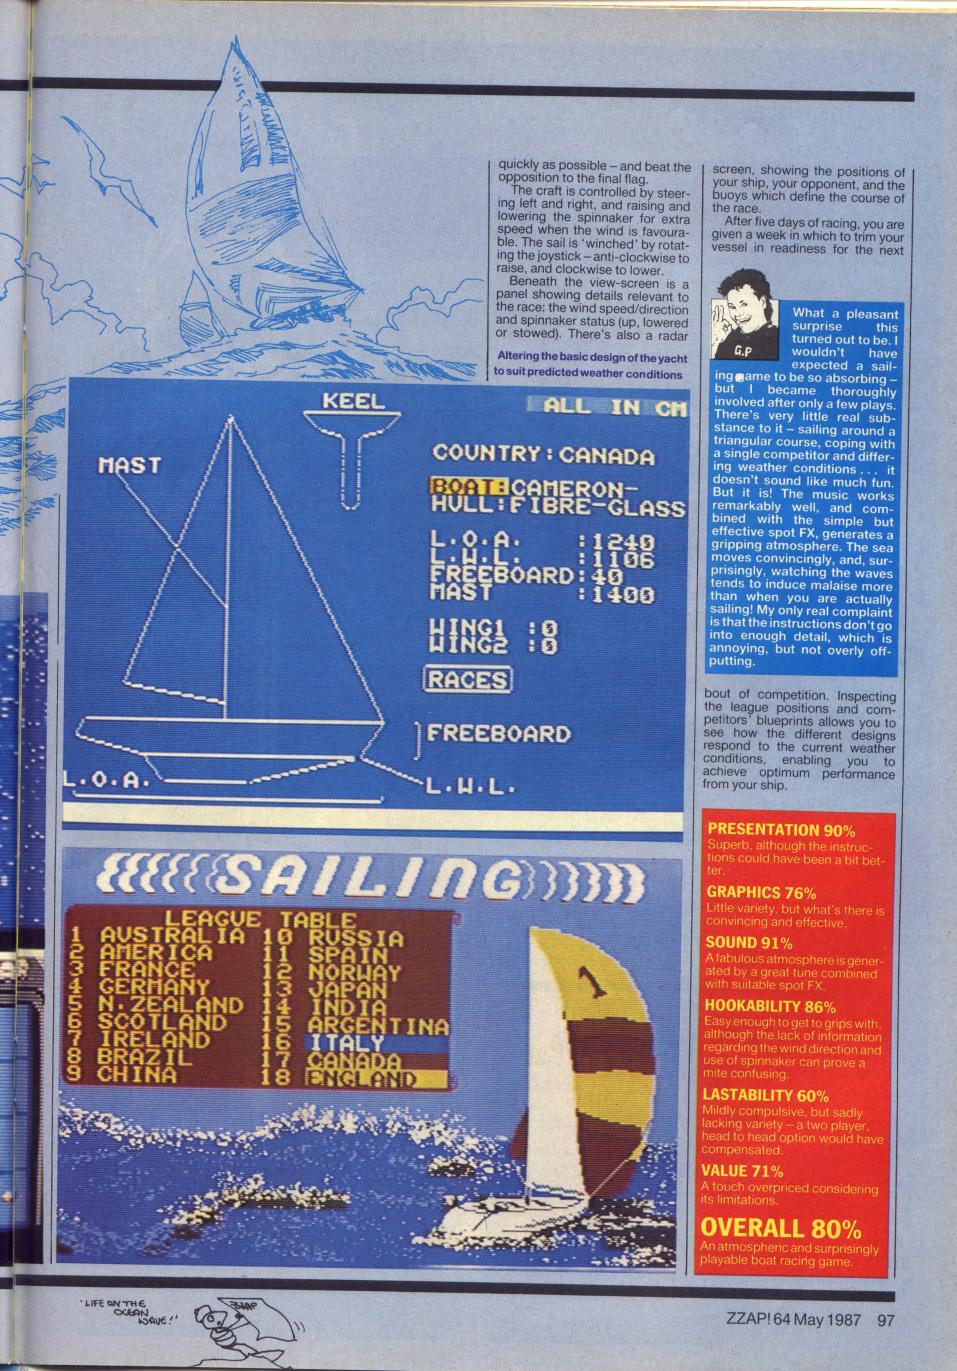 quickly as possible – and beat the
opposition to the final flag.
The craft is controlled by steer-
ing left and right, and raising and
lowering the spinnaker for extra
speed when the wind is favoura-
ble. The sail is ‘winched’ by rotat-
ing the joystick – anti-clockwise to
raise, and clockwise to lower.
Beneath the view-screen is a
panel showing details relevant to
the race: the wind speed/direction
and spinnaker status (up, lowered
or stowed). There's also a radar
Altering the basic design of the yacht
to suit predicted weather conditions
screen, showing the positions of
your ship, your opponent, and the
buoys which define the course of
the race.
After five days of racing, you are
given a week in which to trim your
vessel in readiness for the next
G.P
What a pleasant
surprise this
turned out to be. I
wouldn't have
expected a sail-
ing game to be so absorbing –
but I became thoroughly
involved after only a few plays.
There's very little real sub-
stance to it – sailing around a
triangular course, coping with
a single competitor and differ-
ing weather conditions . . . it
doesn't sound like much fun.
But it is! The music works
remarkably well, and com-
bined with the simple but
effective spot FX, generates a
gripping atmosphere. The sea
moves convincingly, and, sur-
prisingly, watching the waves
tends to induce malaise more
than when you are actually
sailing! My only real complaint
is that the instructions don't go
into enough detail, which is
annoying, but not overly off-
putting.
bout of competition. Inspecting
the league positions and com-
petitors' blueprints allows you to
see how the different designs
respond to the current weather
conditions, enabling you to
achieve optimum performance
from your ship.
KEEL
ALL IN CM
MAST
COUNTRY:CANADA
BOAT:CAMERON-
HULL:FIBRE-GLASS
L.O.A. :1240
L.W.L. :1106
FREEBOARD:40
MAST :1400
WING1 :0
WING2 :0
RACES
FREEBOARD
L.O.A.
L.W.L.
SAILING
LEAGUE TABLE
1 AUSTRALIA 10 RUSSIA
2 AMERICA 11 SPAIN
3 FRANCE 12 NORWAY
4 GERMANY 13 JAPAN
5 N.ZEALAND 14 INDIA
6 SCOTLAND 15 ARGENTINA
7 IRELAND 16 ITALY
8 BRAZIL 17 CANADA
9 CHINA 18 ENGLAND
1
PRESENTATION 90%
Superb, although the instruc-
tions could have been a bit bet-
ter.
GRAPHICS 76%
Little variety, but what's there is
convincing and effective.
SOUND 91%
A fabulous atmosphere is gener-
ated by a great tune combined
with suitable spot FX.
HOOKABILITY 86%
Easy enough to get to grips with,
although the lack of information
regarding the wind direction and
use of spinnaker can prove a
mite confusing.
LASTABILITY 60%
Mildly compulsive, but sadly
lacking variety – a two player,
head to head option would have
compensated.
VALUE 71%
A touch overpriced considering
its limitations.
OVERALL 80%
An atmospheric and surprisingly
playable boat racing game.
'LIFE ON THE
OCEAN
WAVE!'
ZZAP
ZZAP! 64 May 1987 97